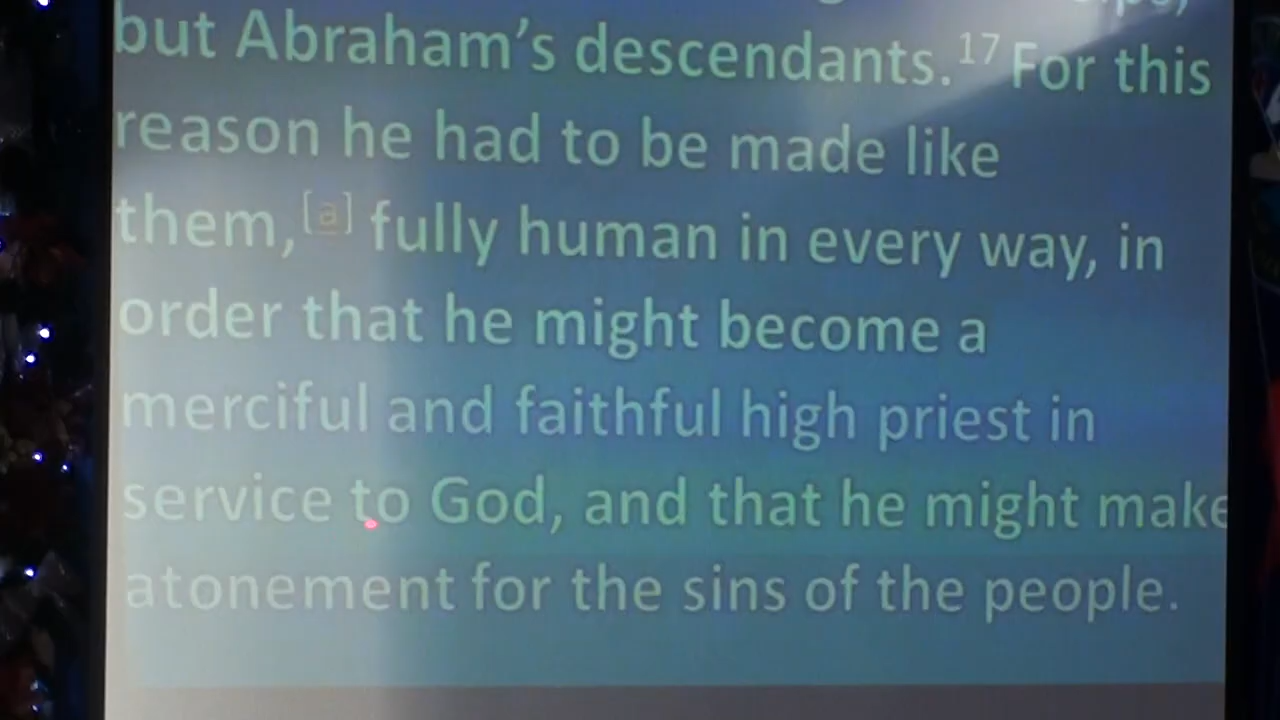 but Abraham’s descendants. 17 For this
reason he had to be made like
them,[a] fully human in every way, in
order that he might become a
merciful and faithful high priest in
service to God, and that he might make
atonement for the sins of the people.